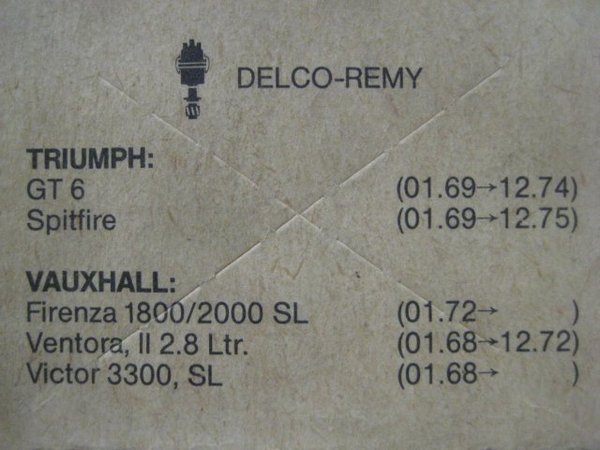 DELCO-REMY
TRIUMPH:
GT 6 (01.69→12.74)
Spitfire (01.69→12.75)
VAUXHALL:
Firenza 1800/2000 SL (01.72→ )
Ventora, II 2.8 Ltr. (01.68→12.72)
Victor 3300, SL (01.68→ )